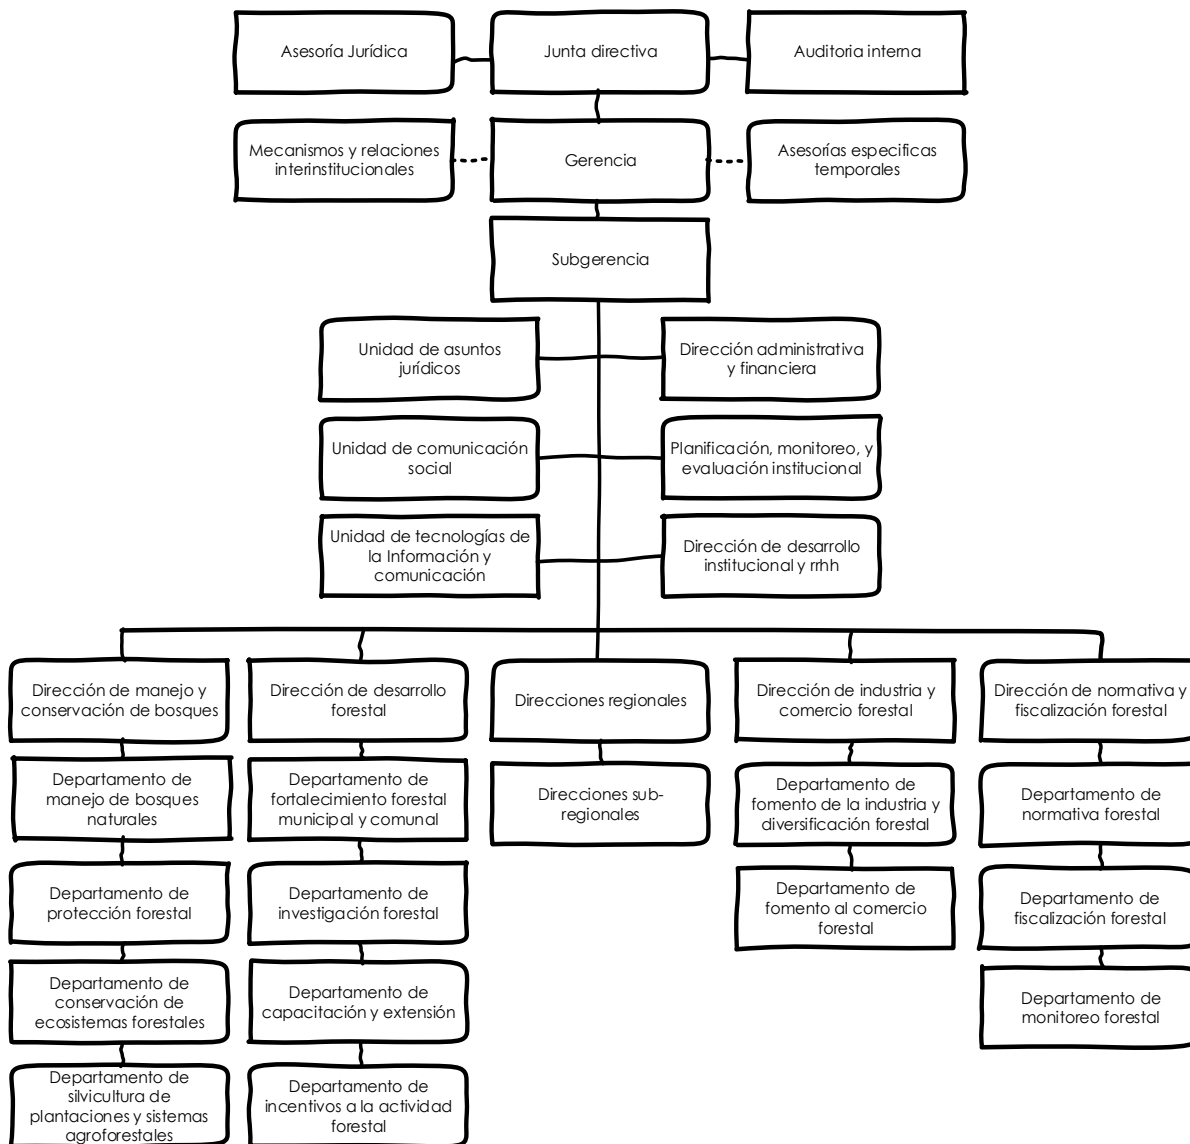 Asesoría Jurídica
Junta directiva
Auditoria interna
Mecanismos y relaciones
interinstitucionales
Gerencia
Asesorías especificas
temporales
Subgerencia
Unidad de asuntos
jurídicos
Dirección administrativa
y financiera
Unidad de comunicación
social
Planificación, monitoreo, y
evaluación institucional
Unidad de tecnologías de
la Información y
comunicación
Dirección de desarrollo
institucional y rrhh
Dirección de manejo y
conservación de bosques
Dirección de desarrollo
forestal
Direcciones regionales
Dirección de industria y
comercio forestal
Dirección de normativa y
fiscalización forestal
Departamento de
manejo de bosques
naturales
Departamento de
fortalecimiento forestal
municipal y comunal
Direcciones sub-
regionales
Departamento de
fomento de la industria y
diversificación forestal
Departamento de
normativa forestal
Departamento de
protección forestal
Departamento de
investigación forestal
Departamento de
fomento al comercio
forestal
Departamento de
fiscalización forestal
Departamento de
conservación de
ecosistemas forestales
Departamento de
capacitación y extensión
Departamento de
monitoreo forestal
Departamento de
silvicultura de
plantaciones y sistemas
agroforestales
Departamento de
incentivos a la actividad
forestal